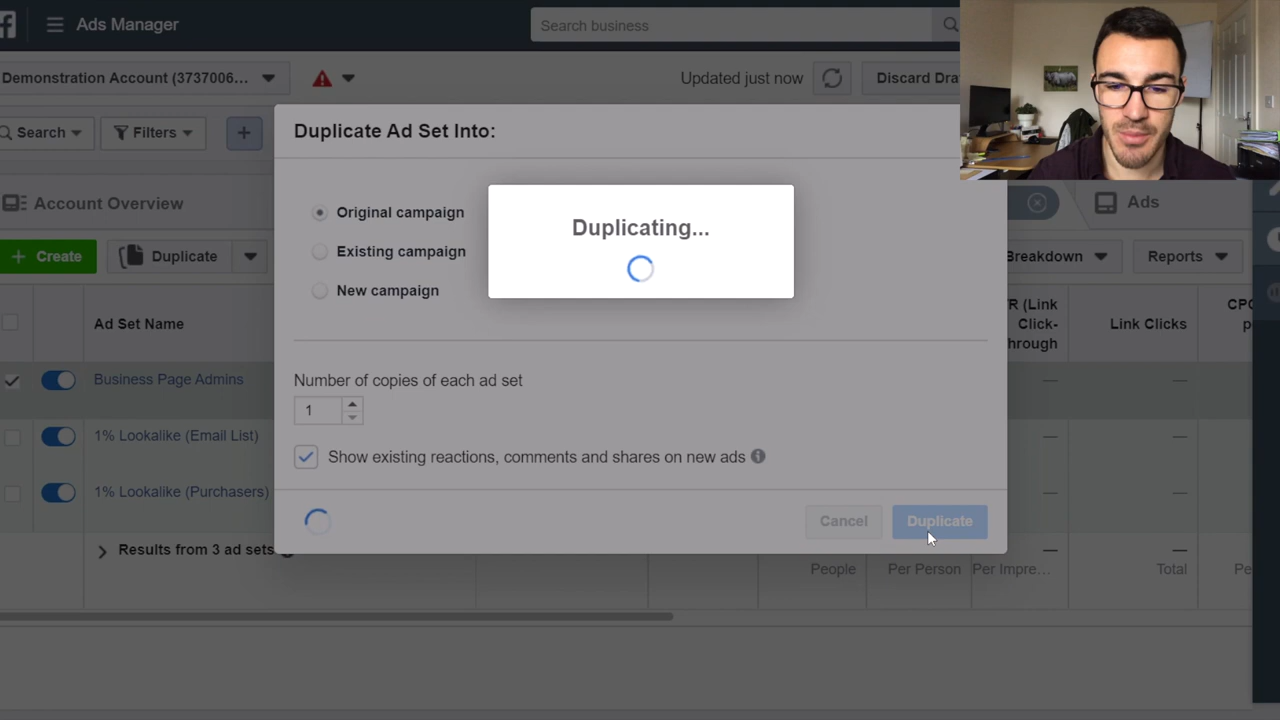 Ads Manager
Search business
Demonstration Account (3737006...
Updated just now
Discard Dra
Search
Filters
Duplicate Ad Set Into:
Account Overview
Original campaign
Existing campaign
New campaign
Duplicating...
Ads
Create
Duplicate
Breakdown
Reports
Ad Set Name
R (Link
Click-
hrough
Link Clicks
CPC
p
Number of copies of each ad set
1
Business Page Admins
—
—
1% Lookalike (Email List)
—
—
Show existing reactions, comments and shares on new ads
1% Lookalike (Purchasers)
—
—
Cancel
Duplicate
Results from 3 ad sets
—
—
People
Per Person
Per Impre...
Total
Pe